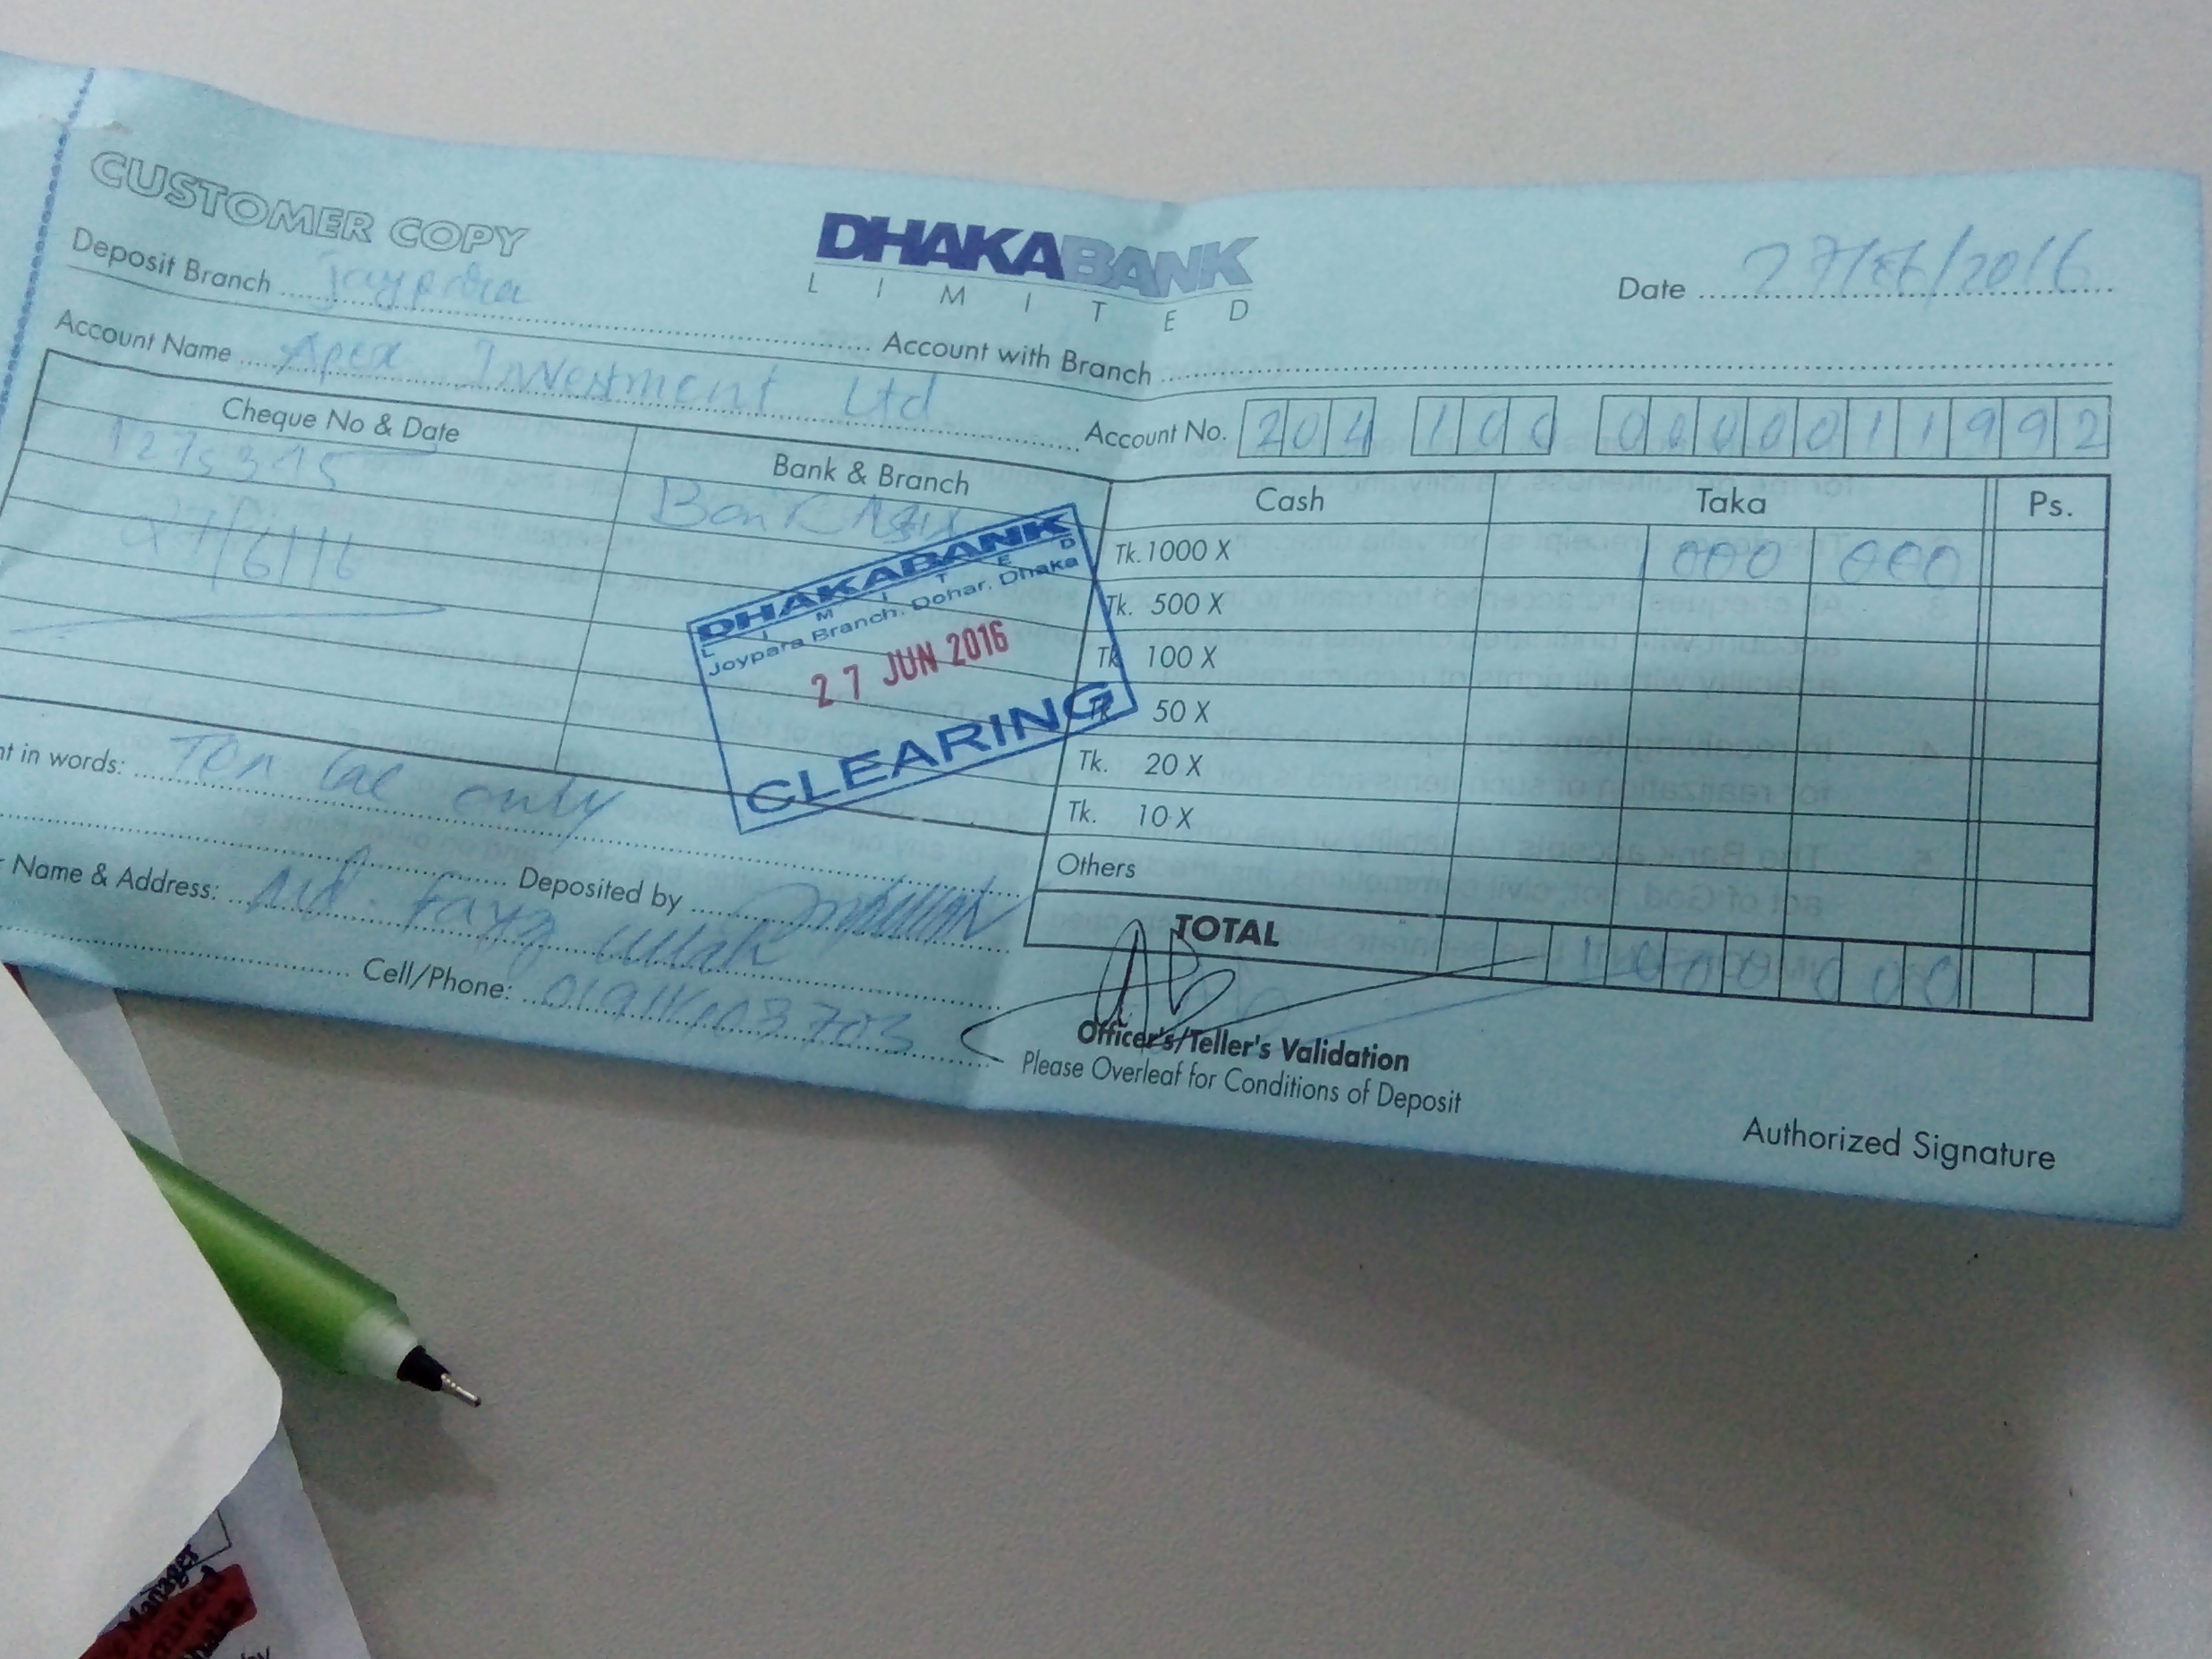 CUSTOMER COPY
DHAKABANK
LIMITED
Date 27/06/2016
Deposit Branch Joypara
Account with Branch
Account Name Apex Investment Ltd
Account No. 204 100 0000011992
Cheque No & Date
Bank & Branch
1275315
Bank Asia
27/6/16
Cash Taka Ps.
Tk. 1000 X 1000 000
Tk. 500 X
Tk. 100 X
Tk. 50 X
Tk. 20 X
Tk. 10 X
Others
TOTAL 1000000
DHAKABANK
LIMITED
Joypara Branch, Dohar, Dhaka
27 JUN 2016
CLEARING
in words: Ten lac only
Deposited by
Name & Address: Md. Fayz Ullah
Cell/Phone:
Officer's/Teller's Validation
Please Overleaf for Conditions of Deposit
Authorized Signature
Manager